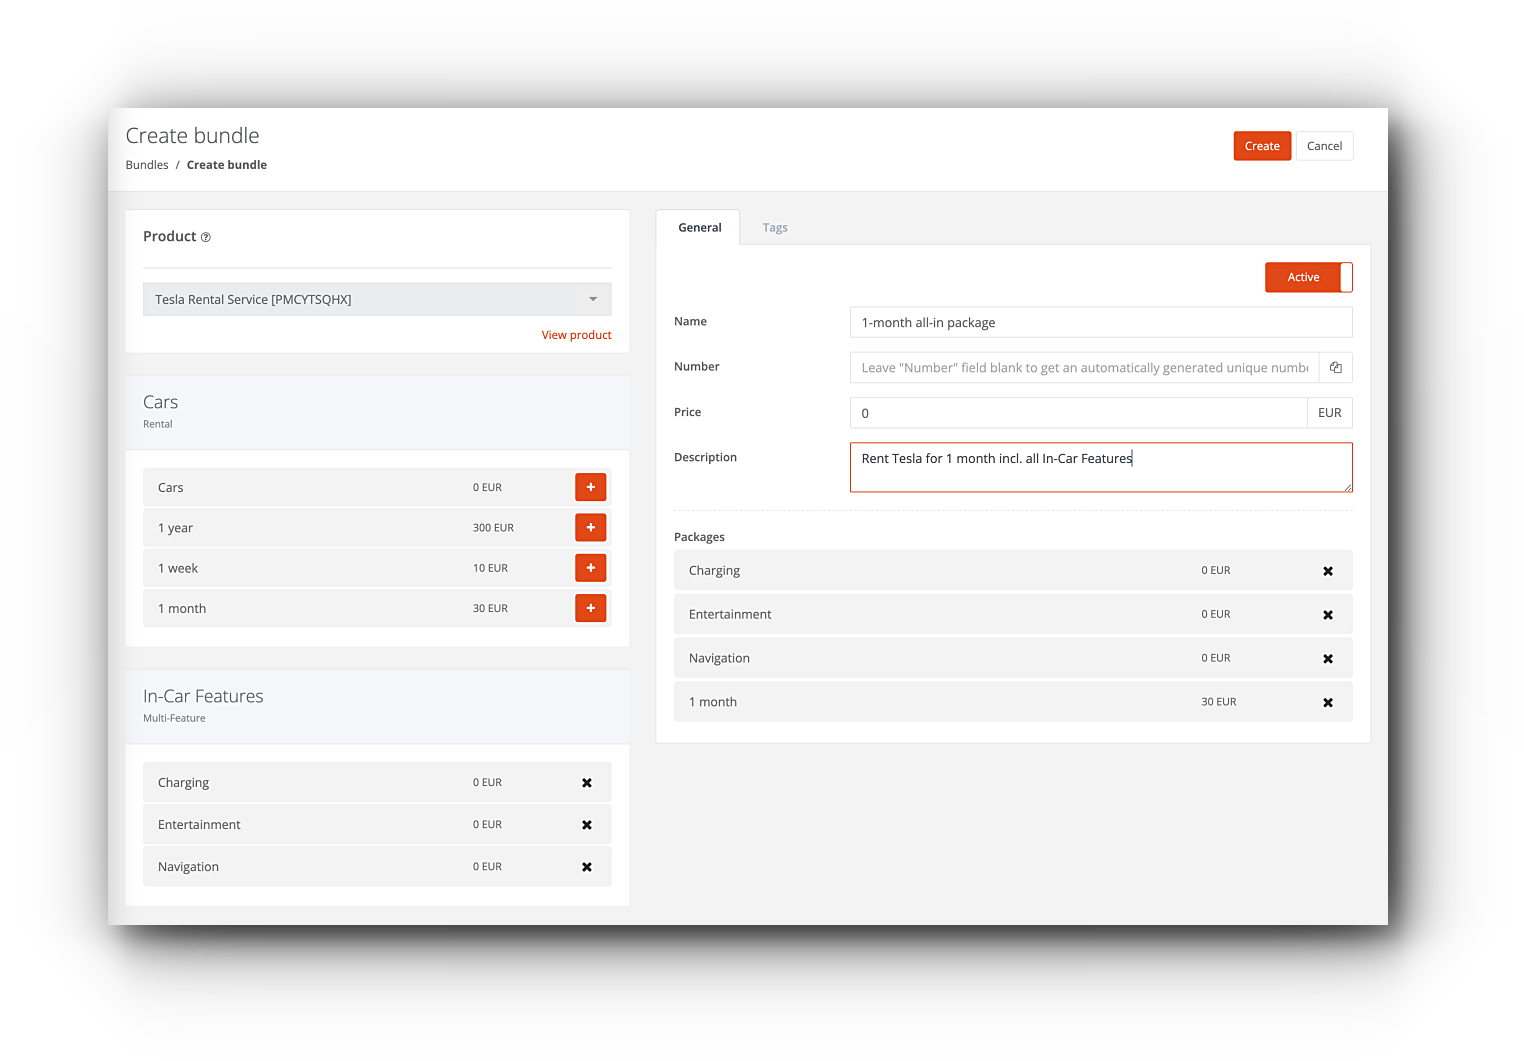 Create bundle
Bundles / Create bundle
Create
Cancel
Product
Tesla Rental Service [PMCYTSQHX]
View product
Cars
Rental
Cars 0 EUR +
1 year 300 EUR +
1 week 10 EUR +
1 month 30 EUR +
In-Car Features
Multi-Feature
Charging 0 EUR
Entertainment 0 EUR
Navigation 0 EUR
General Tags
Active
Name 1-month all-in package
Number Leave "Number" field blank to get an automatically generated unique numbe
Price 0 EUR
Description Rent Tesla for 1 month incl. all In-Car Features
Packages
Charging 0 EUR
Entertainment 0 EUR
Navigation 0 EUR
1 month 30 EUR